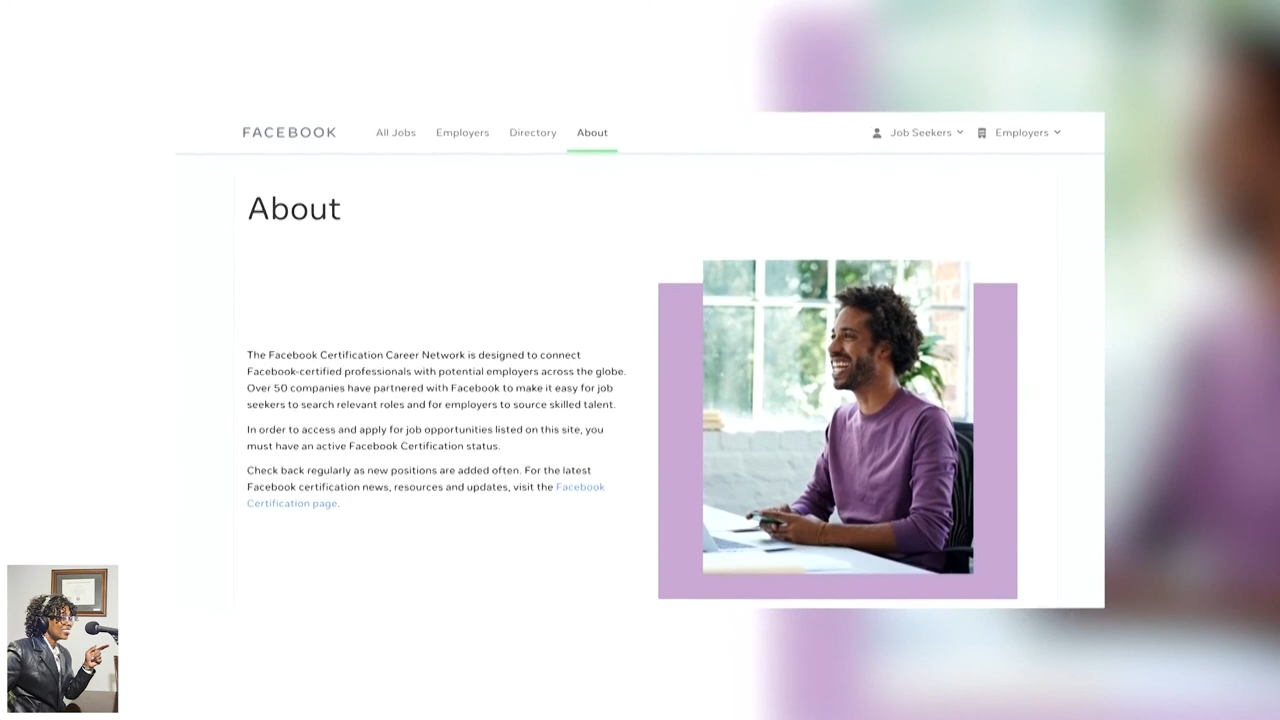 FACEBOOK All Jobs Employers Directory About Job Seekers Employers
About
The Facebook Certification Career Network is designed to connect
Facebook-certified professionals with potential employers across the globe.
Over 50 companies have partnered with Facebook to make it easy for job
seekers to search relevant roles and for employers to source skilled talent.
In order to access and apply for job opportunities listed on this site, you
must have an active Facebook Certification status.
Check back regularly as new positions are added often. For the latest
Facebook certification news, resources and updates, visit the Facebook
Certification page.